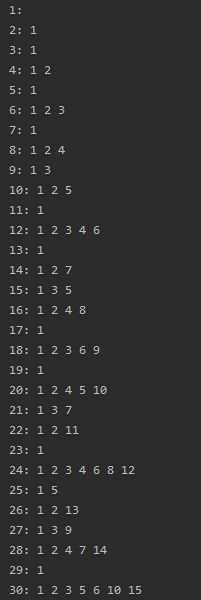 1:
2: 1
3: 1
4: 1 2
5: 1
6: 1 2 3
7: 1
8: 1 2 4
9: 1 3
10: 1 2 5
11: 1
12: 1 2 3 4 6
13: 1
14: 1 2 7
15: 1 3 5
16: 1 2 4 8
17: 1
18: 1 2 3 6 9
19: 1
20: 1 2 4 5 10
21: 1 3 7
22: 1 2 11
23: 1
24: 1 2 3 4 6 8 12
25: 1 5
26: 1 2 13
27: 1 3 9
28: 1 2 4 7 14
29: 1
30: 1 2 3 5 6 10 15